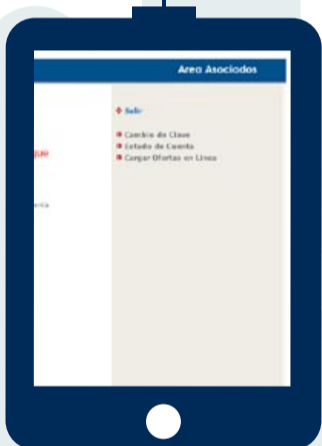 Area Asociados
Salir
Cambio de Clave
Estado de Cuenta
Cargar Ofertas en Linea